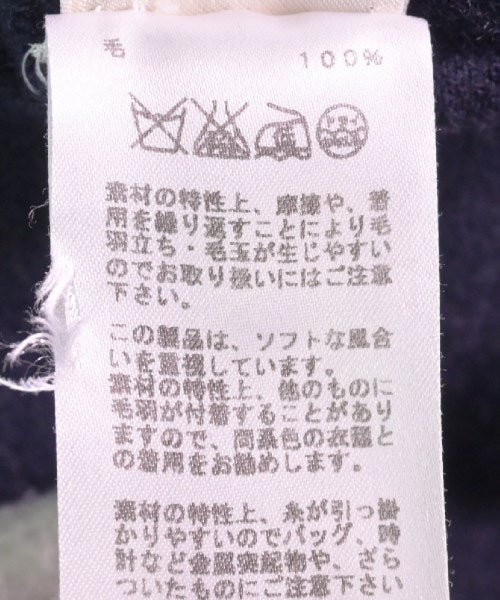 毛 100%
素材の特性上、摩擦や、着
用を繰り返すことにより毛
羽立ち・毛玉が生じやすい
のでお取り扱いにはご注意
下さい。
この製品は、ソフトな風合
いを重視しています。
素材の特性上、他のものに
毛羽が付着することがあり
ますので、同系色の衣類と
の着用をお勧めします。
素材の特性上、糸が引っ掛
かりやすいのでバッグ、時
計など金属突起物や、ざら
ついたものにご注意下さい